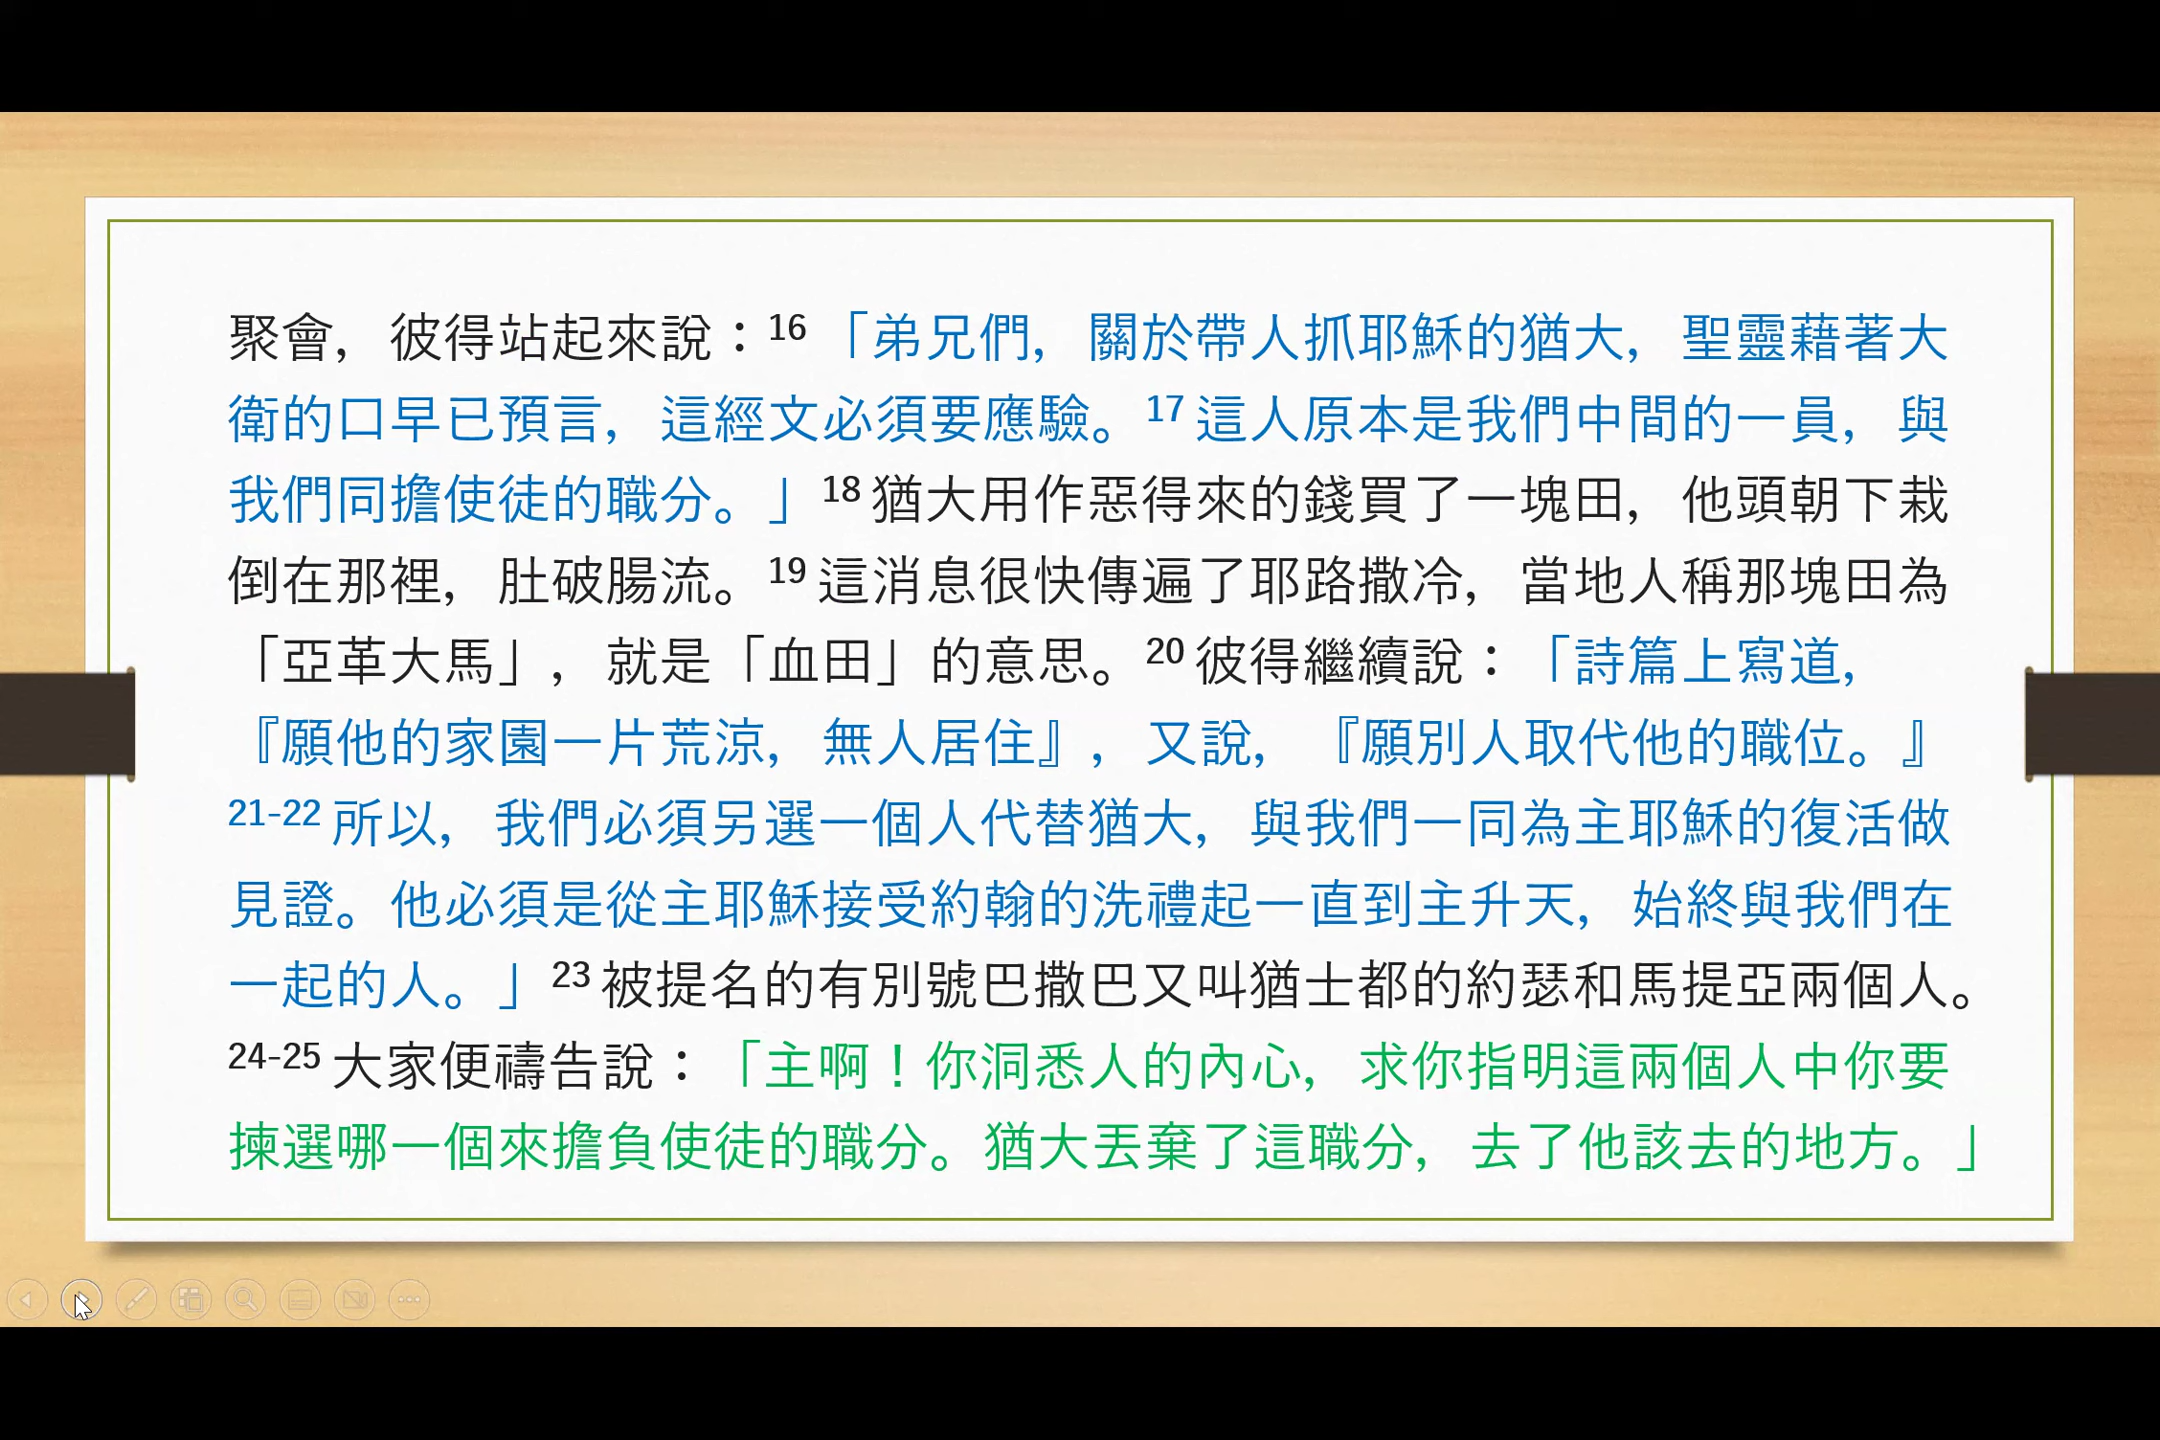 聚會，彼得站起來說：16「弟兄們，關於帶人抓耶穌的猶大，聖靈藉著大
衛的口早已預言，這經文必須要應驗。17 這人原本是我們中間的一員，與
我們同擔使徒的職分。」18 猶大用作惡得來的錢買了一塊田，他頭朝下栽
倒在那裡，肚破腸流。19 這消息很快傳遍了耶路撒冷，當地人稱那塊田為
「亞革大馬」，就是「血田」的意思。20 彼得繼續說：「詩篇上寫道，
『願他的家園一片荒涼，無人居住』，又說，『願別人取代他的職位。』
21-22 所以，我們必須另選一個人代替猶大，與我們一同為主耶穌的復活做
見證。他必須是從主耶穌接受約翰的洗禮起一直到主升天，始終與我們在
一起的人。」23 被提名的有別號巴撒巴又叫猶士都的約瑟和馬提亞兩個人。
24-25 大家便禱告說：「主啊！你洞悉人的內心，求你指明這兩個人中你要
揀選哪一個來擔負使徒的職分。猶大丟棄了這職分，去了他該去的地方。」